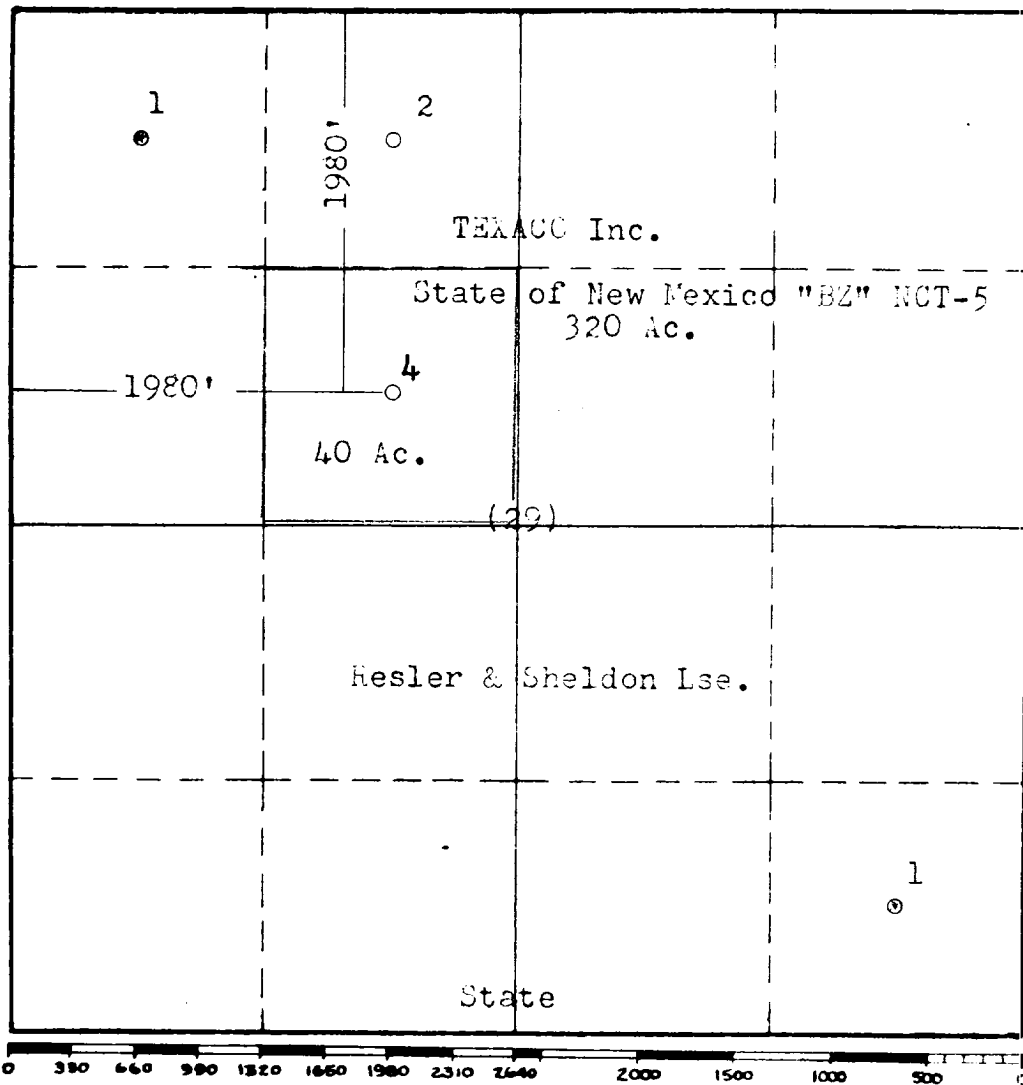 1
2
1980'
TEXACO Inc.
State of New Mexico "BZ" NCT-5
320 Ac.
1980'
4
40 Ac.
(29)
Resler & Sheldon Lse.
1
State
0 330 660 990 1320 1650 1980 2310 2640 2000 1500 1000 500